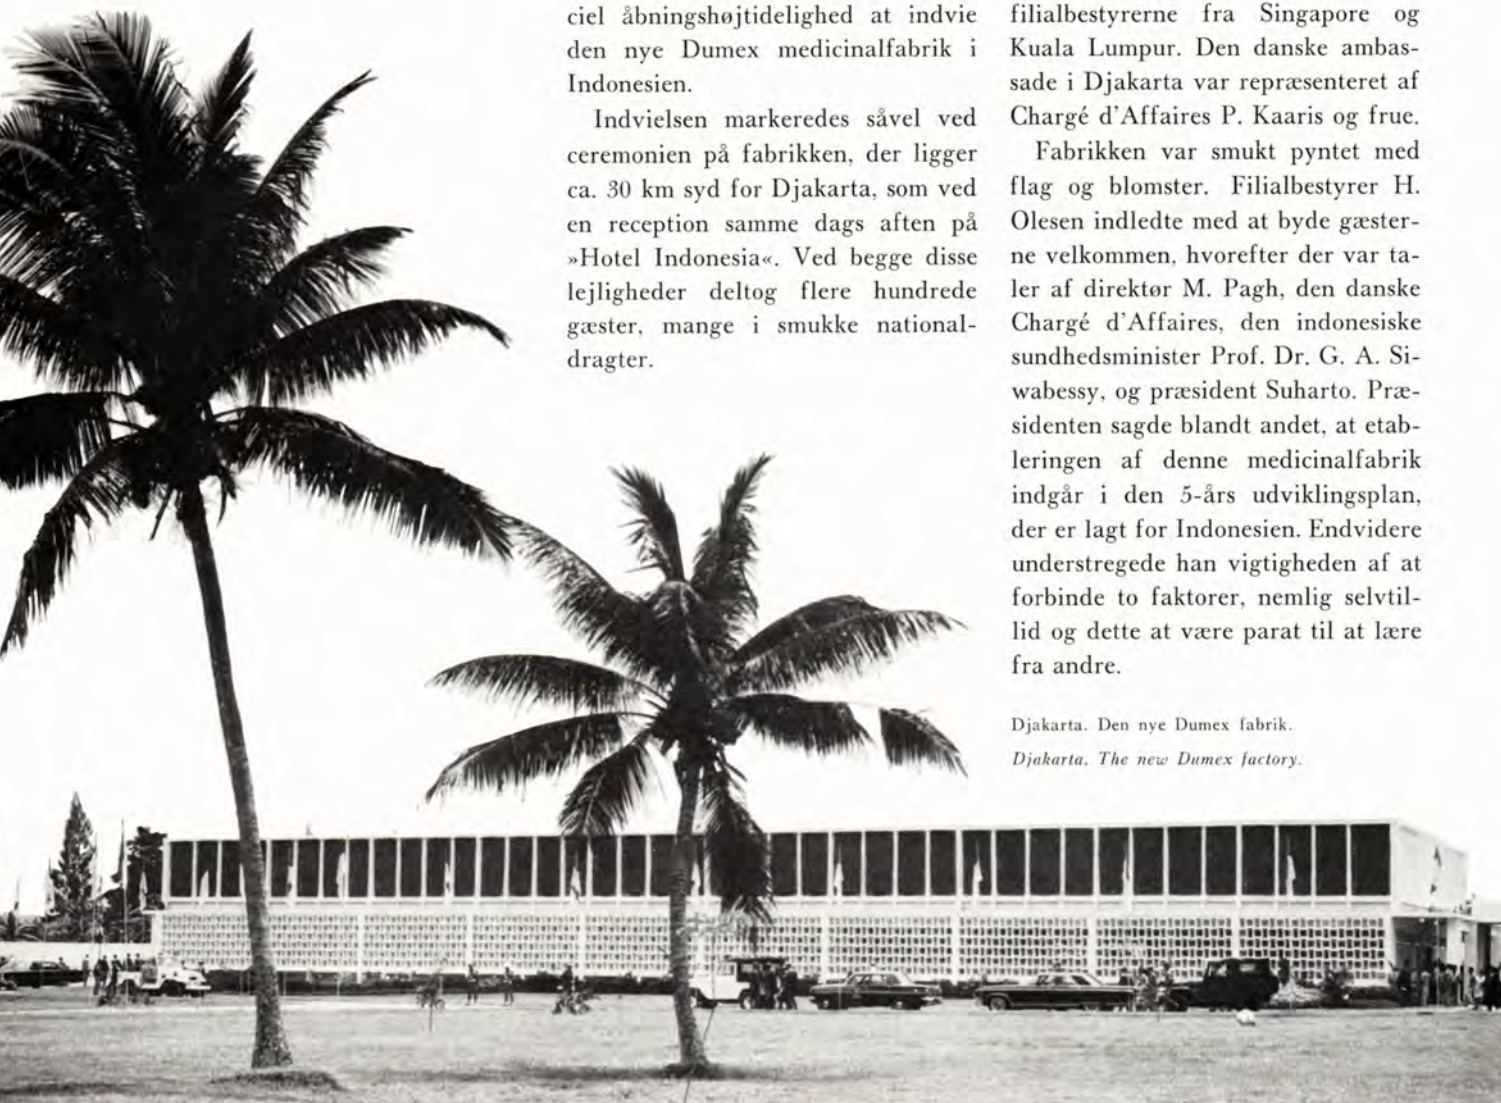 ciel åbningshøjtidelighed at indvie
den nye Dumex medicinalfabrik i
Indonesien.
Indvielsen markeredes såvel ved
ceremonien på fabrikken, der ligger
ca. 30 km syd for Djakarta, som ved
en reception samme dags aften på
»Hotel Indonesia«. Ved begge disse
lejligheder deltog flere hundrede
gæster, mange i smukke national-
dragter.
filialbestyrerne fra Singapore og
Kuala Lumpur. Den danske ambas-
sade i Djakarta var repræsenteret af
Chargé d'Affaires P. Kaaris og frue.
Fabrikken var smukt pyntet med
flag og blomster. Filialbestyrer H.
Olesen indledte med at byde gæster-
ne velkommen, hvorefter der var ta-
ler af direktør M. Pagh, den danske
Chargé d'Affaires, den indonesiske
sundhedsminister Prof. Dr. G. A. Si-
wabessy, og præsident Suharto. Præ-
sidenten sagde blandt andet, at etab-
leringen af denne medicinalfabrik
indgår i den 5-års udviklingsplan,
der er lagt for Indonesien. Endvidere
understregede han vigtigheden af at
forbinde to faktorer, nemlig selvtil-
lid og dette at være parat til at lære
fra andre.
Djakarta. Den nye Dumex fabrik.
Djakarta. The new Dumex factory.